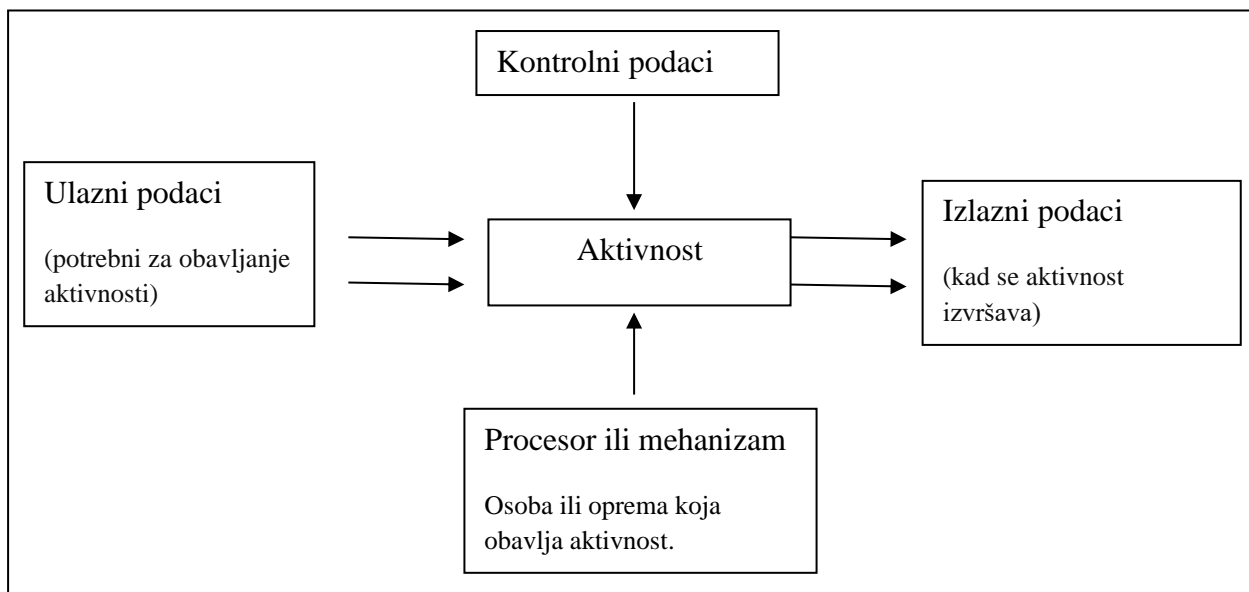 Kontrolni podaci
Ulazni podaci
(potrebni za obavljanje
aktivnosti)
Aktivnost
Izlazni podaci
(kad se aktivnost
izvršava)
Procesor ili mehanizam
Osoba ili oprema koja
obavlja aktivnost.